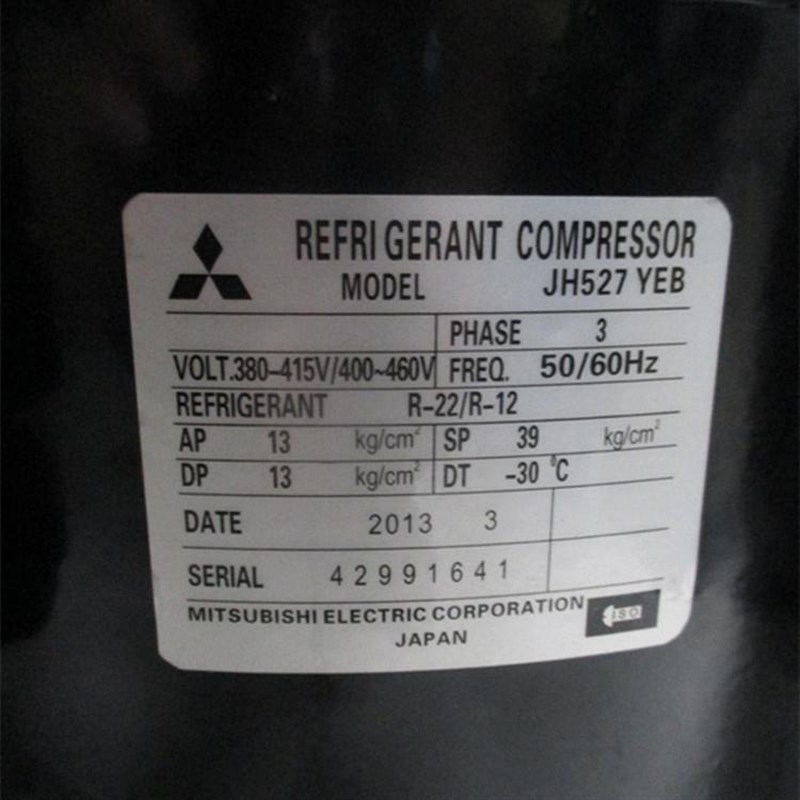 REFRIGERANT COMPRESSOR
MODEL JH527 YEB
PHASE 3
VOLT.380-415V/400~460V FREQ. 50/60Hz
REFRIGERANT R-22/R-12
AP 13 kg/cm² SP 39 kg/cm²
DP 13 kg/cm² DT -30 °C
DATE 2013 3
SERIAL 42991641
MITSUBISHI ELECTRIC CORPORATION
JAPAN
ISO